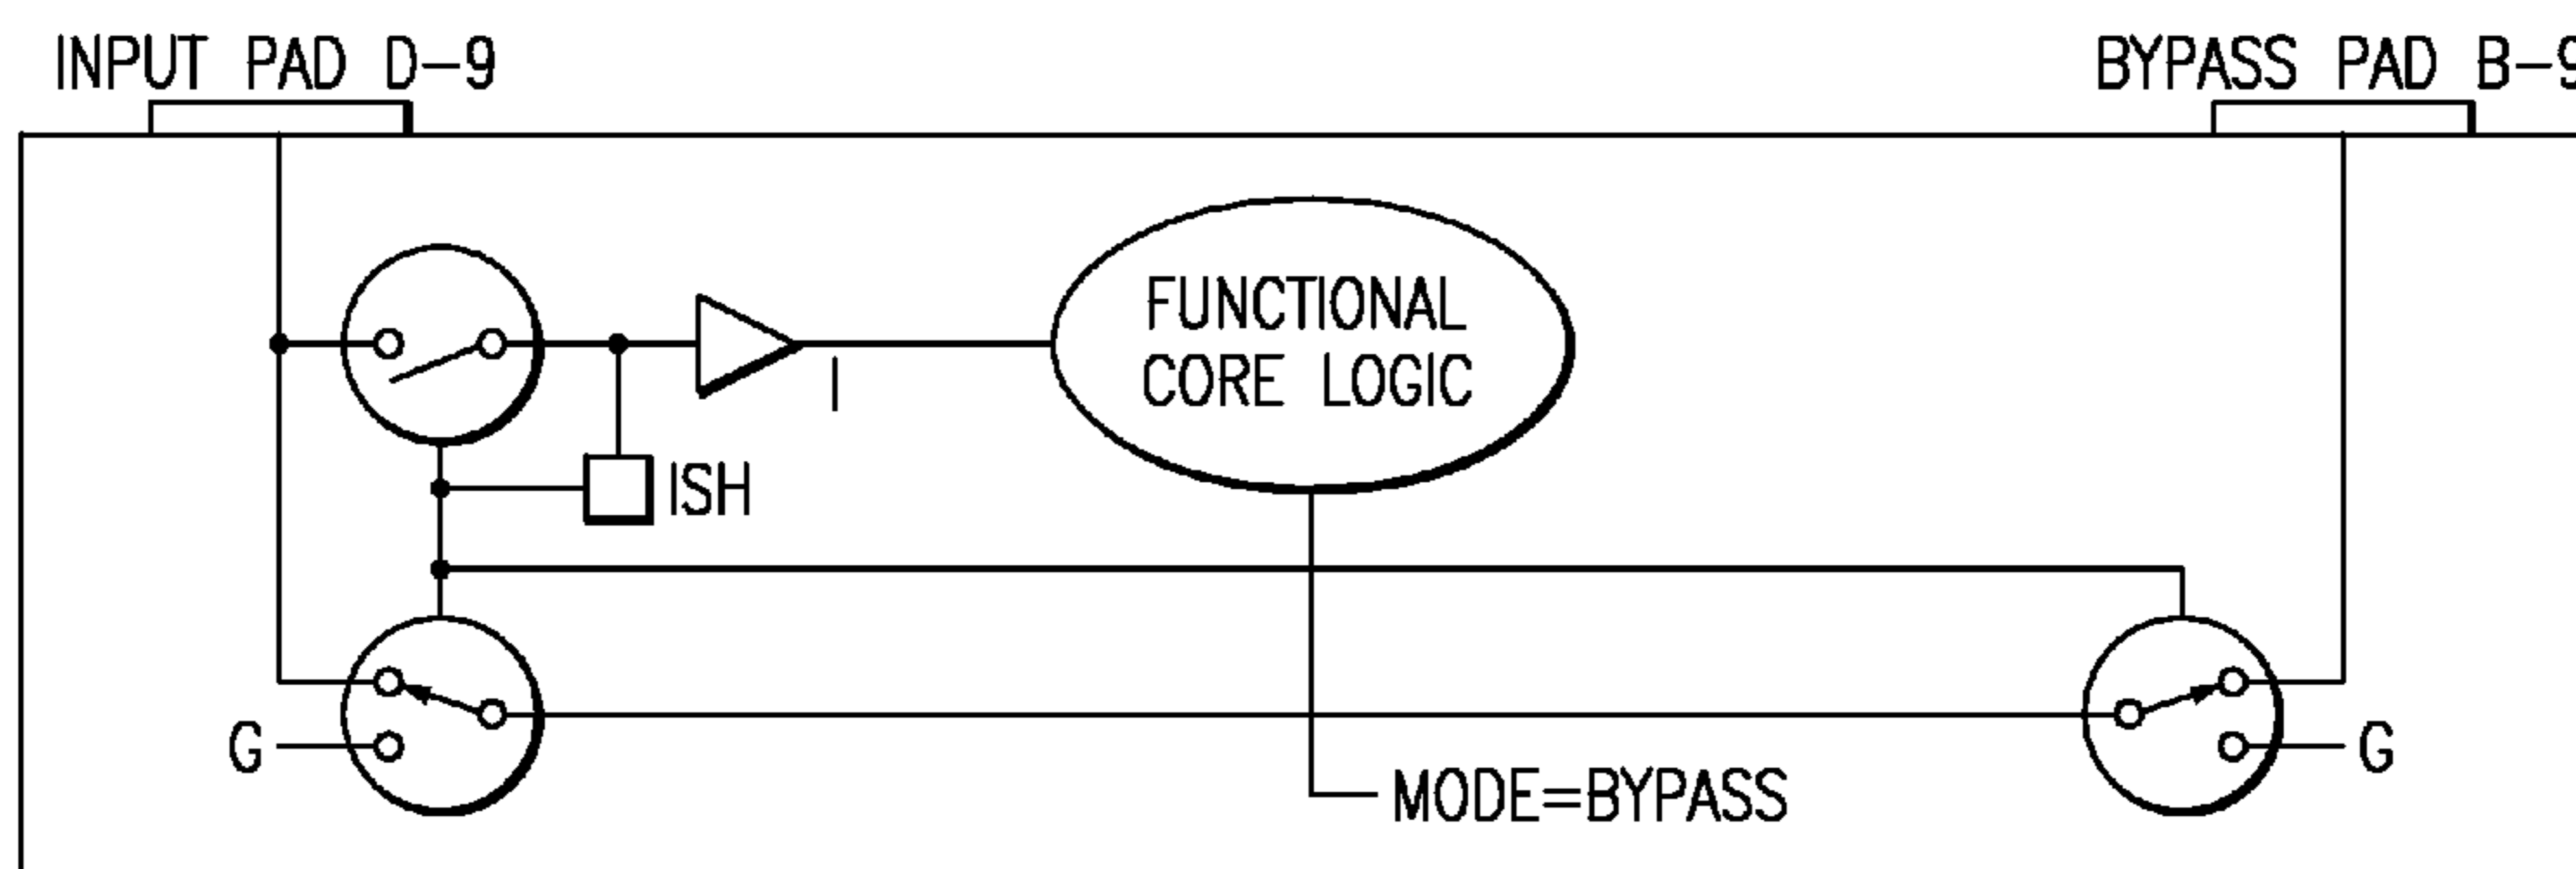 INPUT PAD D-9
BYPASS PAD B-9
FUNCTIONAL
CORE LOGIC
I
ISH
G
G
MODE=BYPASS